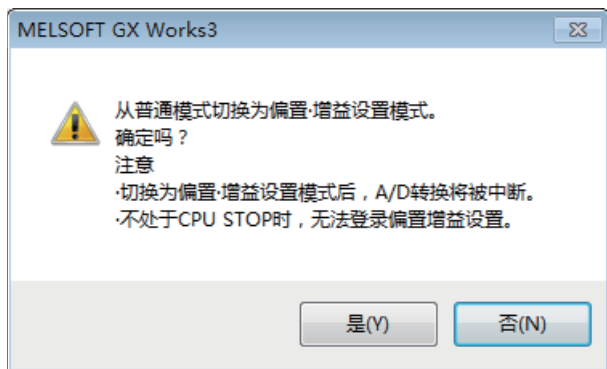 MELSOFT GX Works3
从普通模式切换为偏置·增益设置模式。
确定吗？
注意
·切换为偏置·增益设置模式后，A/D转换将被中断。
·不处于CPU STOP时，无法登录偏置增益设置。
是(Y)
否(N)